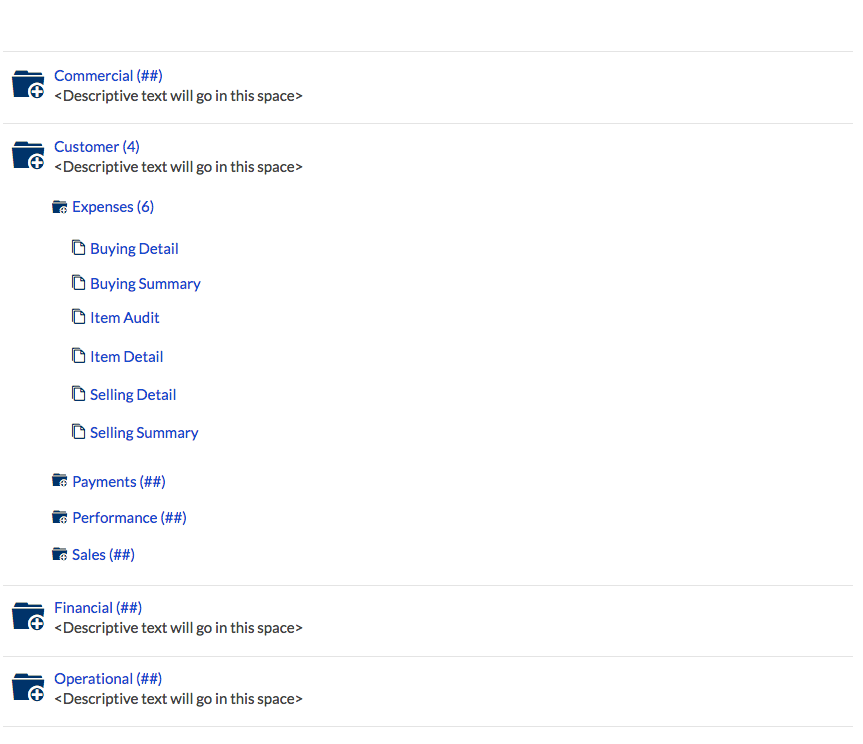 Commercial (##)
<Descriptive text will go in this space>
Customer (4)
<Descriptive text will go in this space>
Expenses (6)
Buying Detail
Buying Summary
Item Audit
Item Detail
Selling Detail
Selling Summary
Payments (##)
Performance (##)
Sales (##)
Financial (##)
<Descriptive text will go in this space>
Operational (##)
<Descriptive text will go in this space>